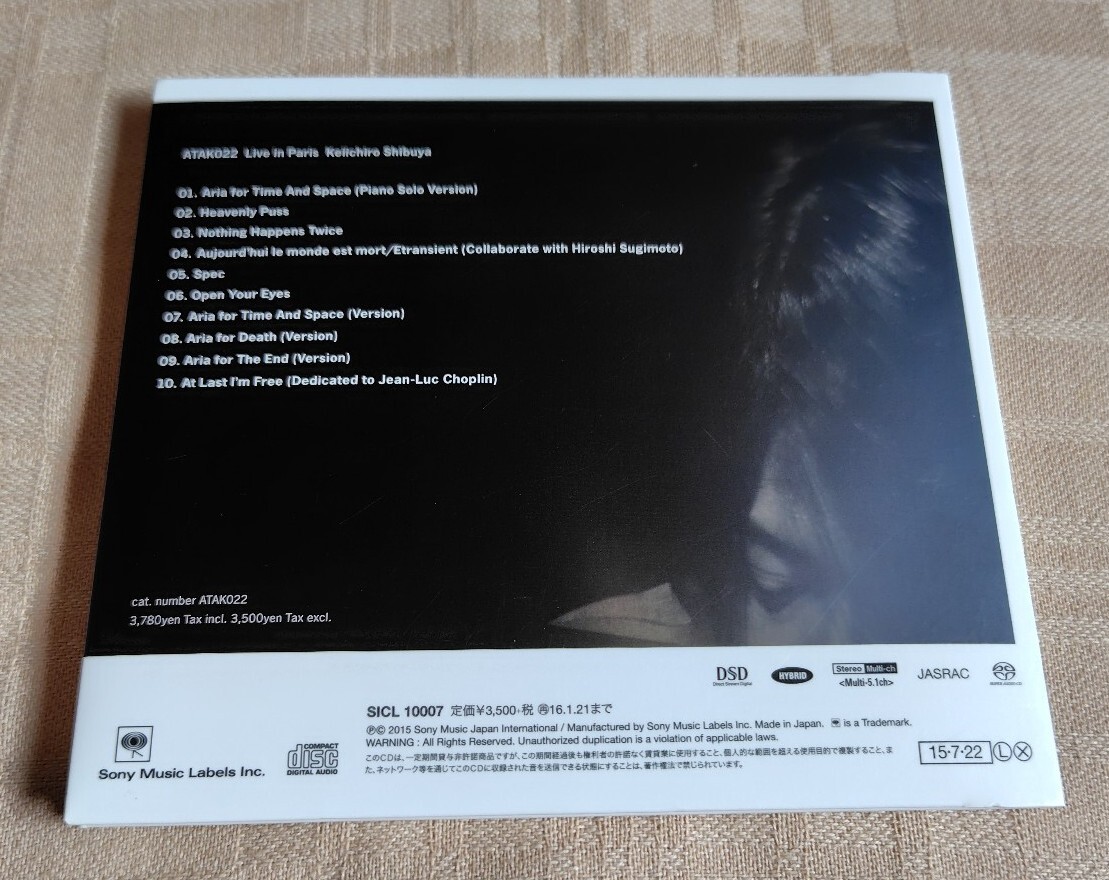 ATAK022 Live in Paris Keiichiro Shibuya
01. Aria for Time And Space (Piano Solo Version)
02. Heavenly Puss
03. Nothing Happens Twice
04. Aujourd'hui le monde est mort/Etransient (Collaborate with Hiroshi Sugimoto)
05. Spec
06. Open Your Eyes
07. Aria for Time And Space (Version)
08. Aria for Death (Version)
09. Aria for The End (Version)
10. At Last I'm Free (Dedicated to Jean-Luc Choplin)
cat. number ATAK022
3,780yen Tax incl. 3,500yen Tax excl.
DSD
Direct Stream Digital
HYBRID
Stereo Multi-ch
<Multi-5.1ch>
JASRAC
SUPER AUDIO CD
SICL 10007 定価¥3,500+税 ㋣16.1.21まで
Ⓟ© 2015 Sony Music Japan International / Manufactured by Sony Music Labels Inc. Made in Japan. is a Trademark.
WARNING : All Rights Reserved. Unauthorized duplication is a violation of applicable laws.
このCDは、一定期間貸与非許諾商品ですが、この期間経過後も権利者の許諾なく賃貸業に使用すること、個人的な範囲を超える使用目的で複製すること、ま
た、ネットワーク等を通じてこのCDに収録された音を送信できる状態にすることは、著作権法で禁じられています。
Sony Music Labels Inc.
COMPACT
disc
DIGITAL AUDIO
15・7・22 Ⓛ Ⓧ